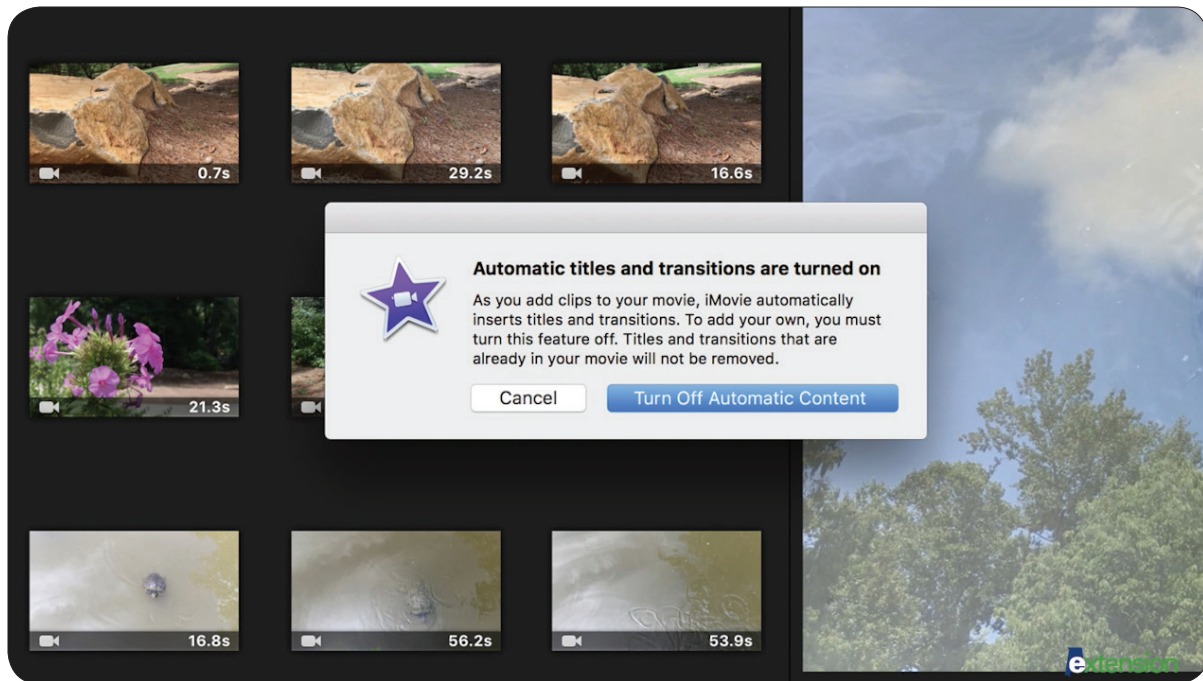 0.7s
29.2s
16.6s
Automatic titles and transitions are turned on
As you add clips to your movie, iMovie automatically
inserts titles and transitions. To add your own, you must
turn this feature off. Titles and transitions that are
already in your movie will not be removed.
Cancel
Turn Off Automatic Content
21.3s
16.8s
56.2s
53.9s
extension